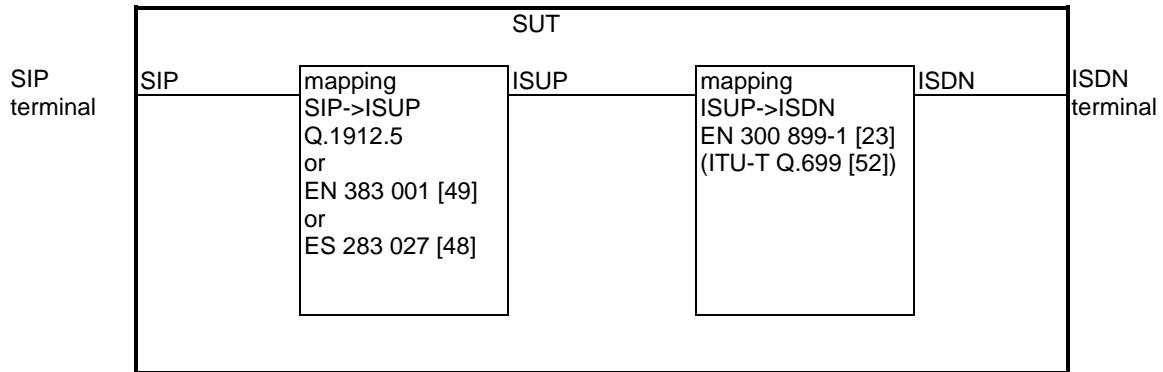 SUT
SIP
terminal
SIP
mapping
SIP->ISUP
Q.1912.5
or
EN 383 001 [49]
or
ES 283 027 [48]
ISUP
mapping
ISUP->ISDN
EN 300 899-1 [23]
(ITU-T Q.699 [52])
ISDN
ISDN
terminal